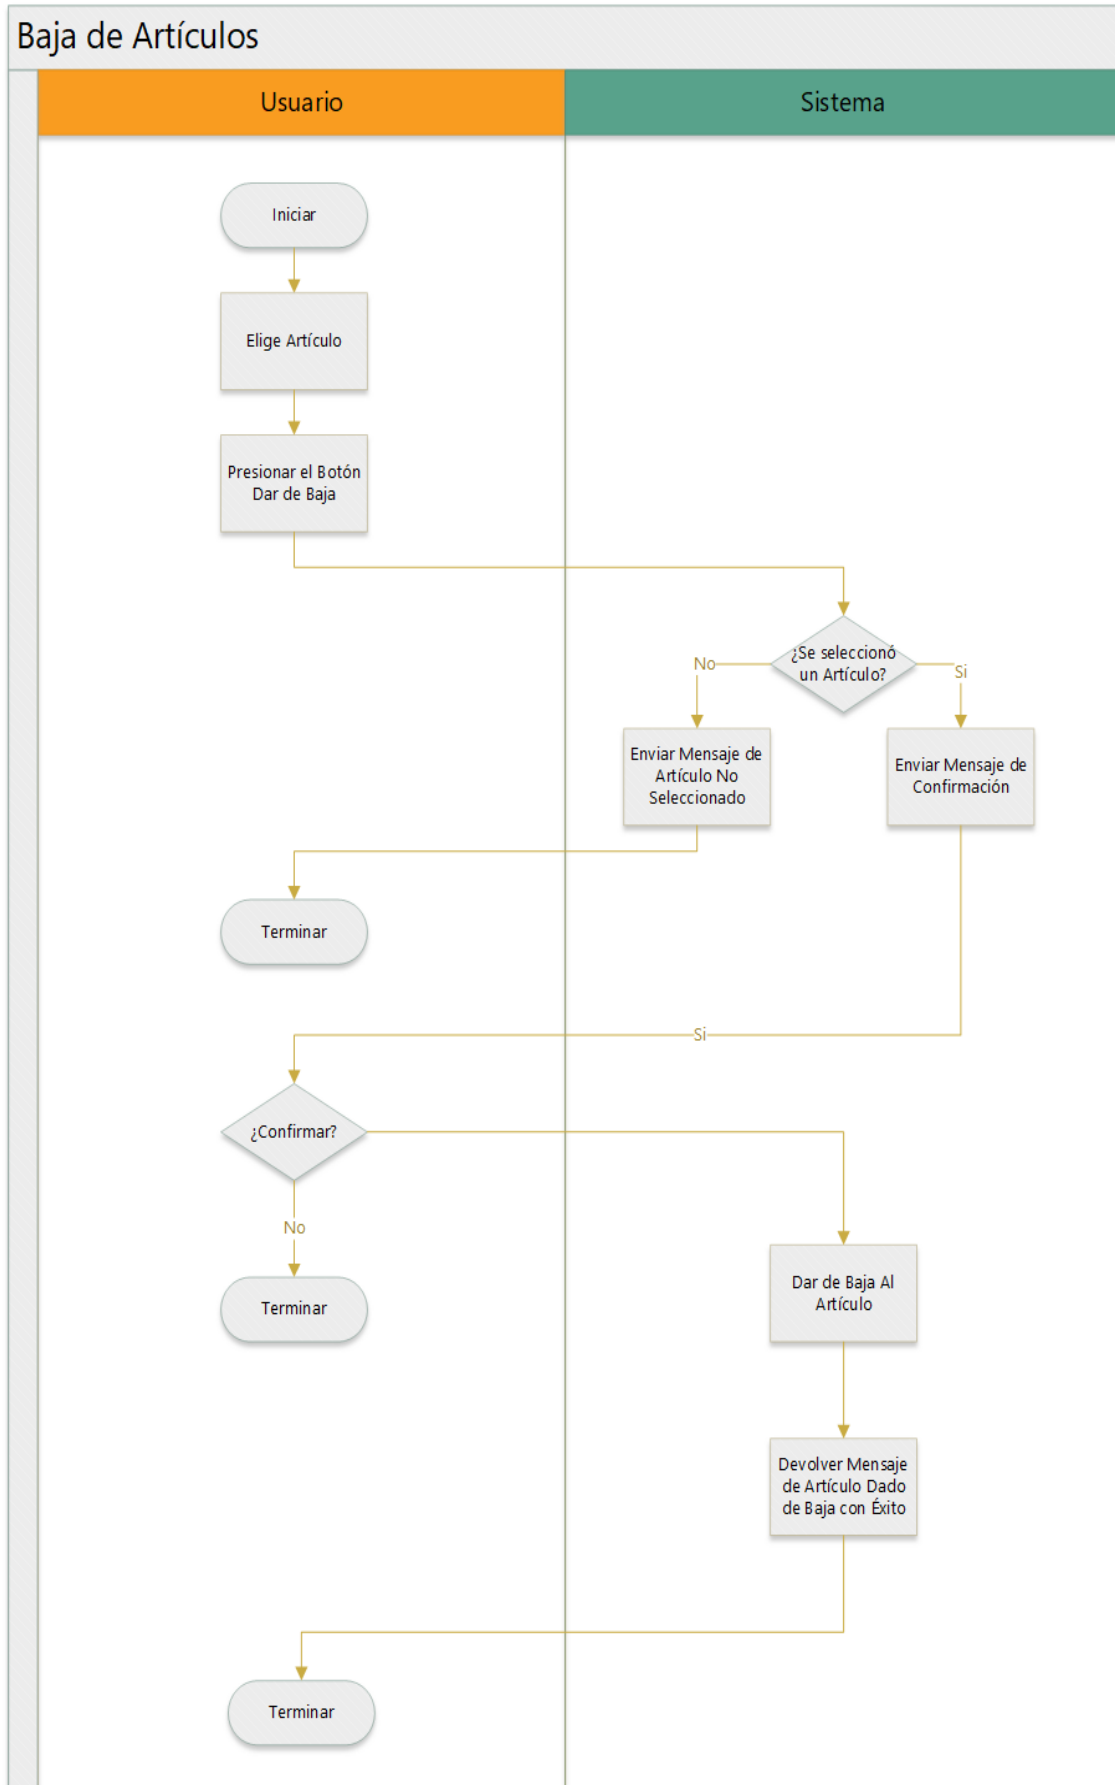 Baja de Artículos
Usuario
Sistema
Iniciar
Elige Artículo
Presionar el Botón
Dar de Baja
¿Se seleccionó
un Artículo?
No
Si
Enviar Mensaje de
Artículo No
Seleccionado
Enviar Mensaje de
Confirmación
Terminar
Si
¿Confirmar?
No
Terminar
Dar de Baja Al
Artículo
Devolver Mensaje
de Artículo Dado
de Baja con Éxito
Terminar